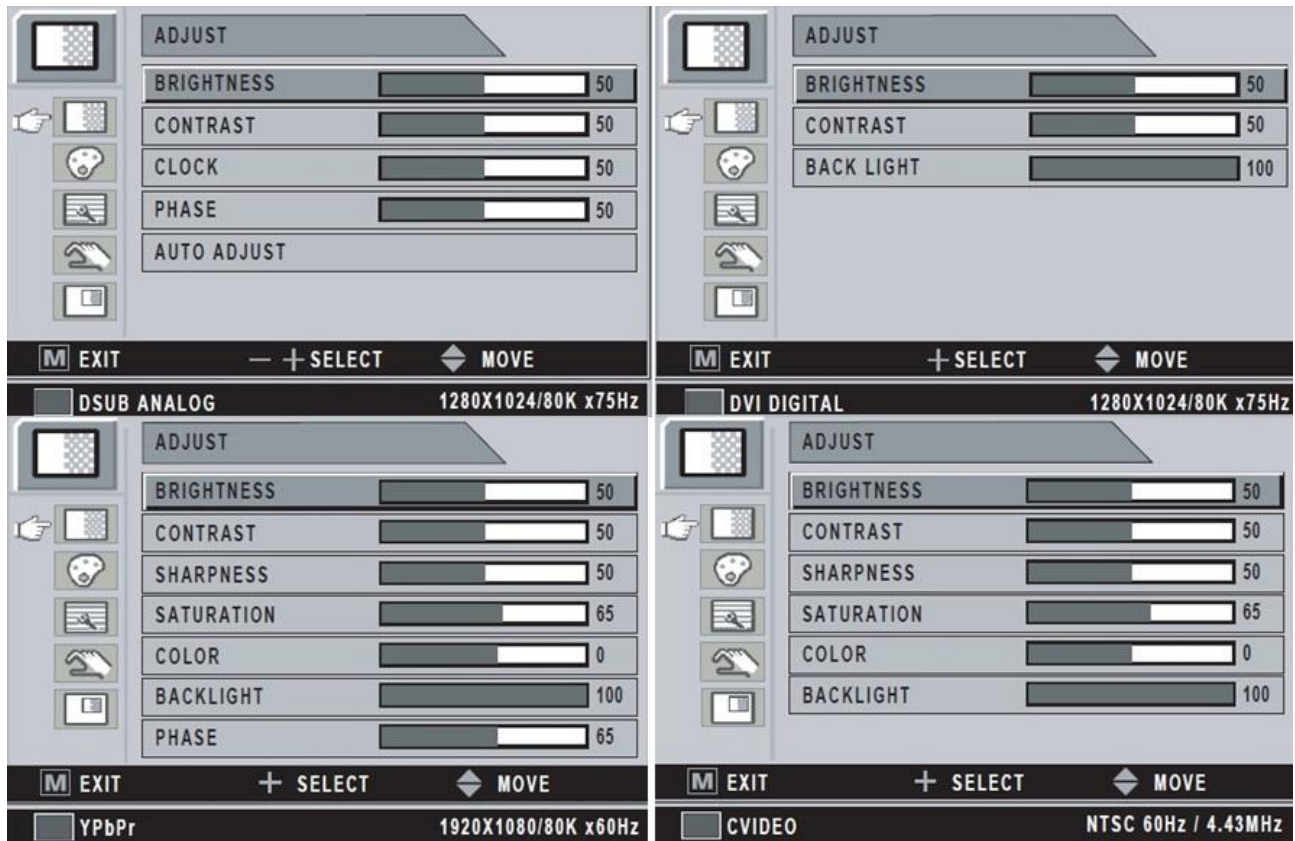 ADJUST
BRIGHTNESS 50
CONTRAST 50
CLOCK 50
PHASE 50
AUTO ADJUST
M EXIT — + SELECT MOVE
DSUB ANALOG 1280X1024/80K x75Hz
ADJUST
BRIGHTNESS 50
CONTRAST 50
BACK LIGHT 100
M EXIT + SELECT MOVE
DVI DIGITAL 1280X1024/80K x75Hz
ADJUST
BRIGHTNESS 50
CONTRAST 50
SHARPNESS 50
SATURATION 65
COLOR 0
BACKLIGHT 100
PHASE 65
M EXIT + SELECT MOVE
YPbPr 1920X1080/80K x60Hz
ADJUST
BRIGHTNESS 50
CONTRAST 50
SHARPNESS 50
SATURATION 65
COLOR 0
BACKLIGHT 100
M EXIT + SELECT MOVE
CVIDEO NTSC 60Hz / 4.43MHz